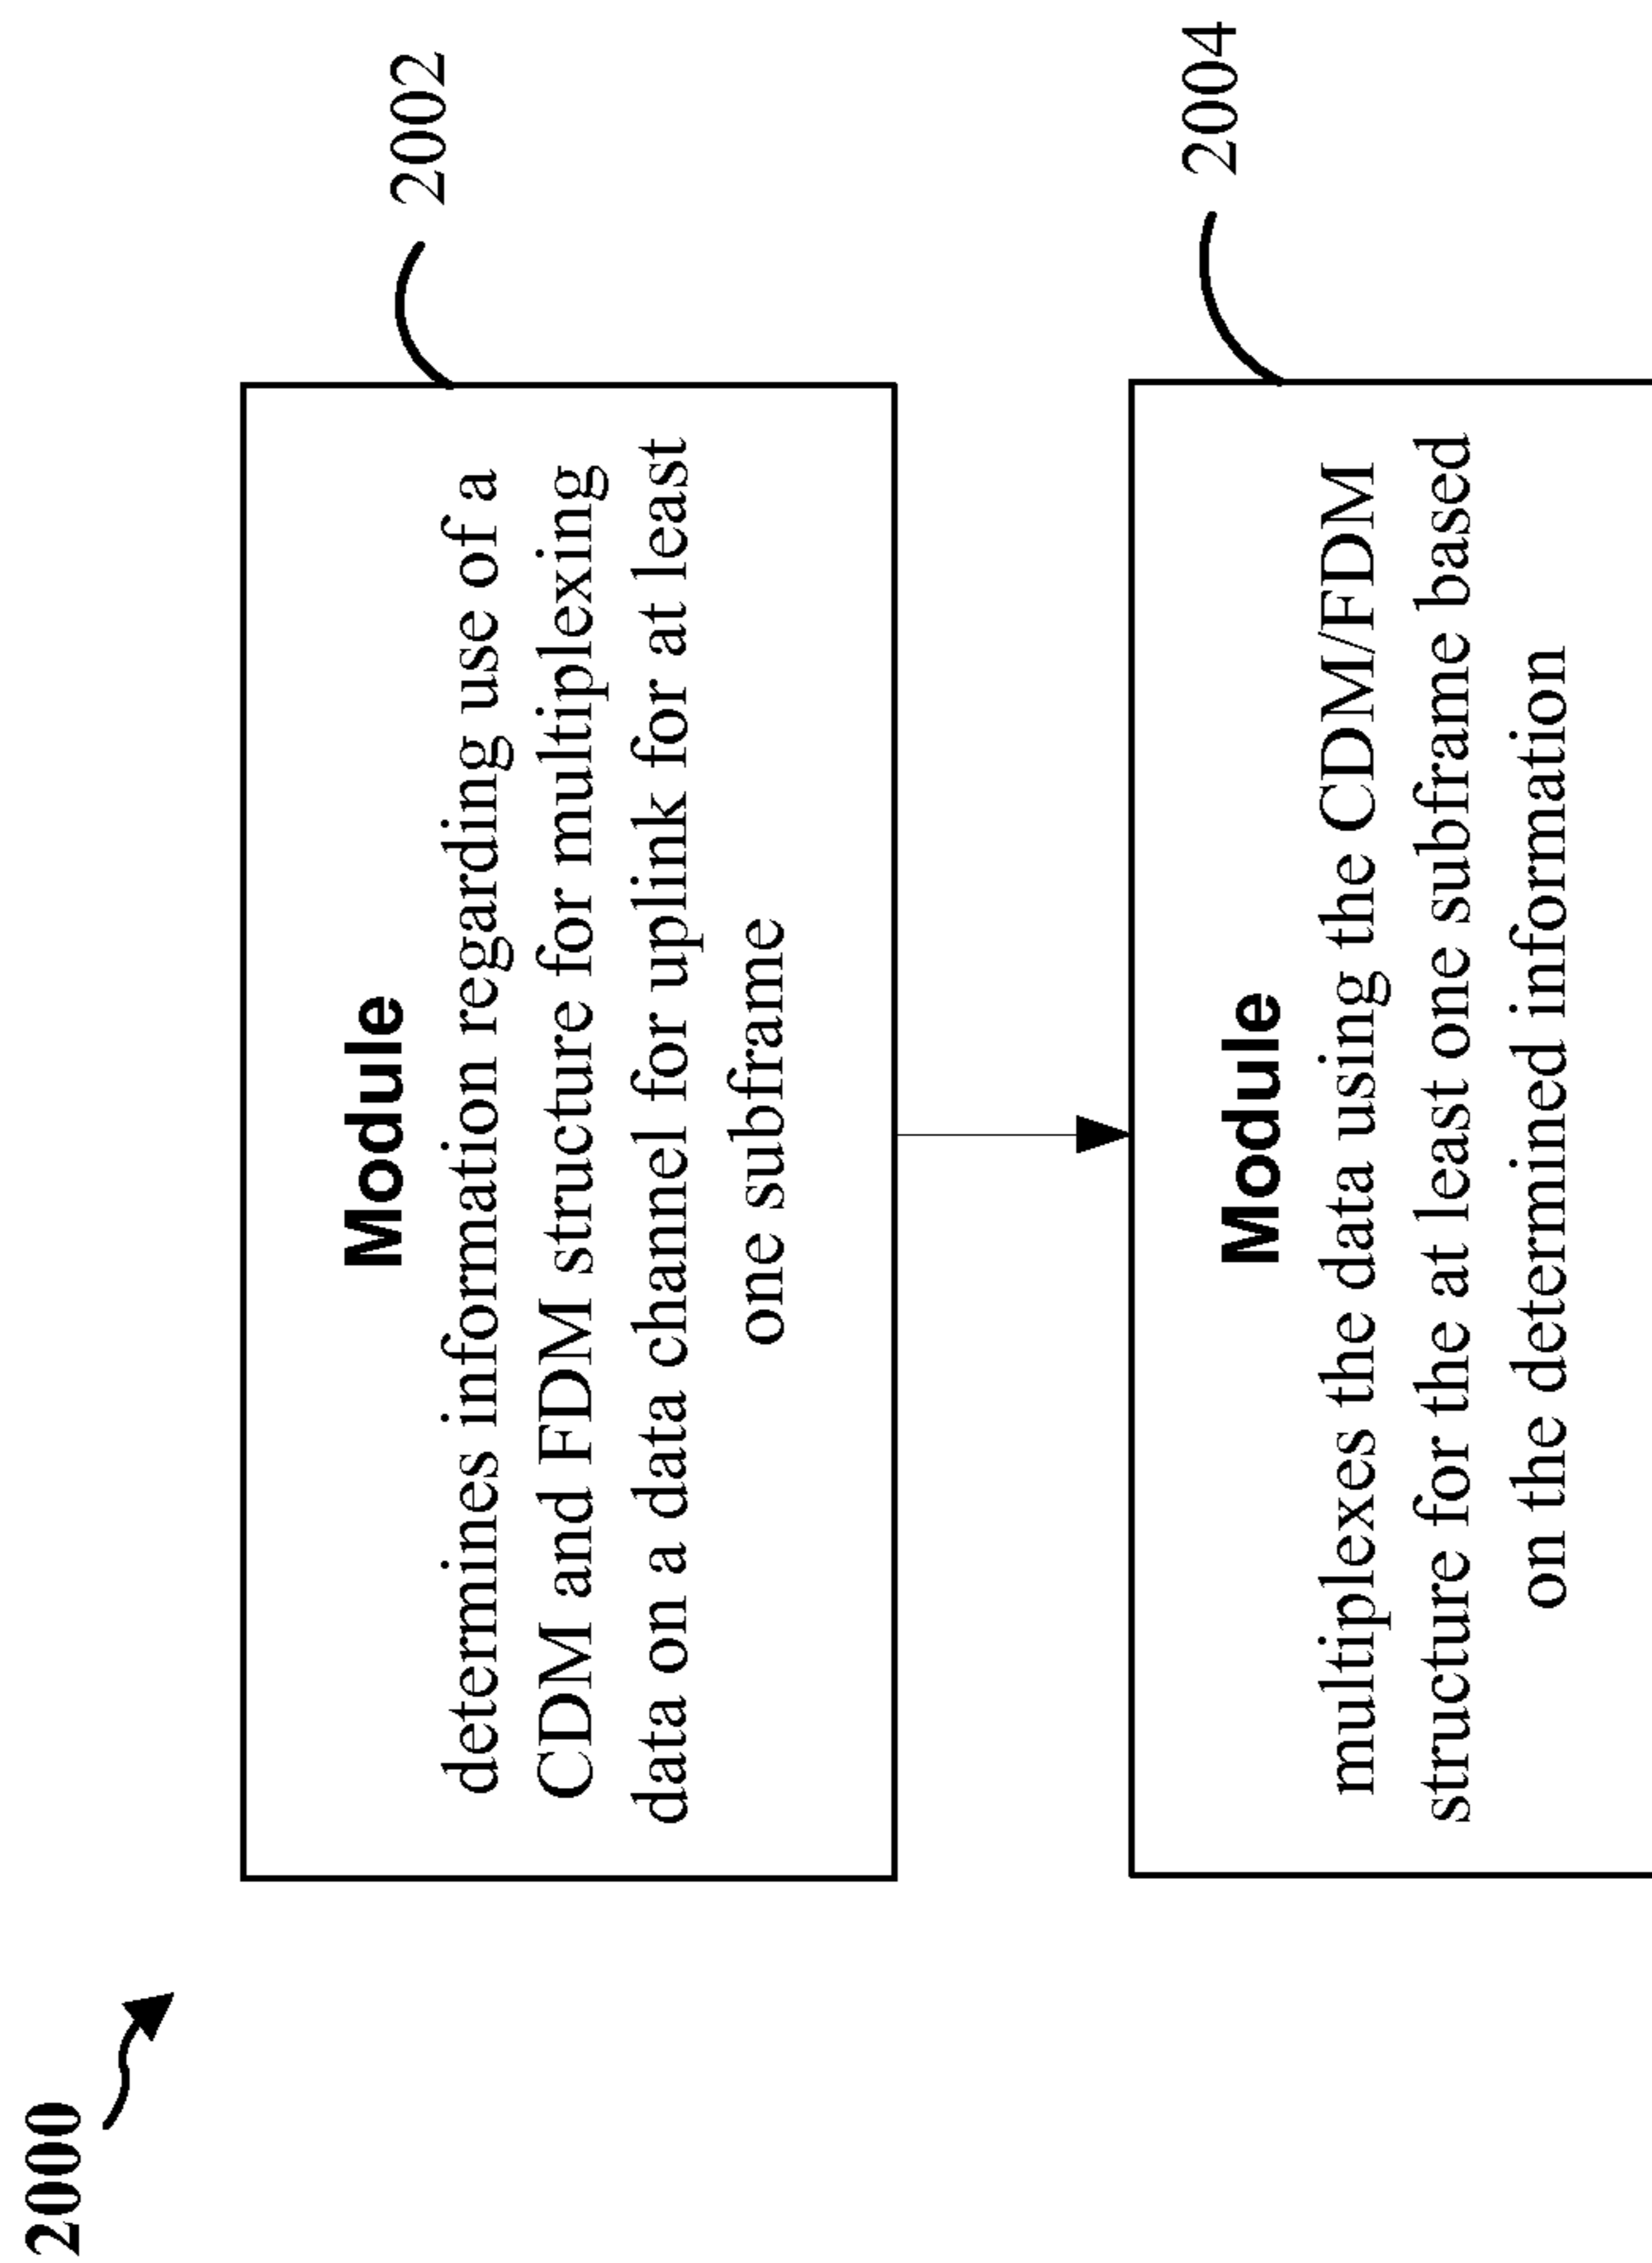 2000
Module
determines information regarding use of a
CDM and FDM structure for multiplexing
data on a data channel for uplink for at least
one subframe
2002
Module
multiplexes the data using the CDM/FDM
structure for the at least one subframe based
on the determined information
2004